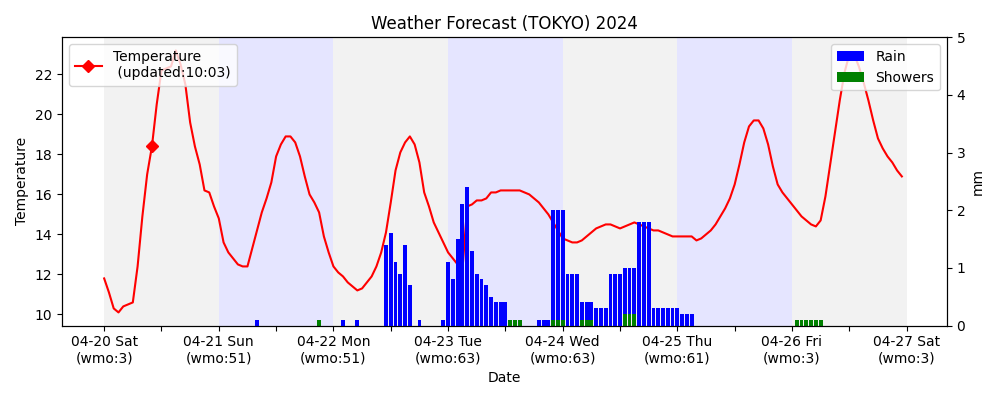 Weather Forecast (TOKYO) 2024
Temperature
(updated:10:03)
Rain
Showers
Temperature
22
20
18
16
14
12
10
5
4
3
2
1
0
mm
04-20 Sat
(wmo:3)
04-21 Sun
(wmo:51)
04-22 Mon
(wmo:51)
04-23 Tue
(wmo:63)
04-24 Wed
(wmo:63)
04-25 Thu
(wmo:61)
04-26 Fri
(wmo:3)
04-27 Sat
(wmo:3)
Date